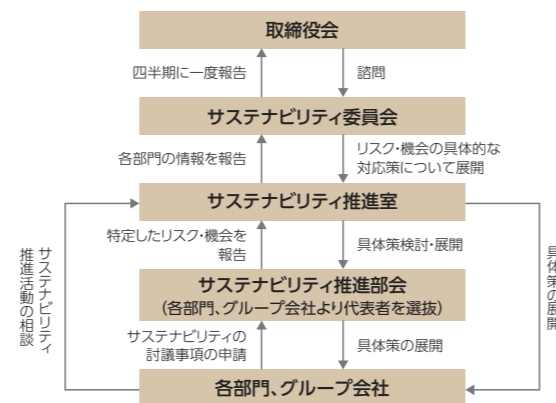 取締役会
四半期に一度報告
諮問
サステナビリティ委員会
各部門の情報を報告
リスク・機会の具体的な
対応策について展開
サステナビリティ推進室
特定したリスク・機会を
報告
具体策検討・展開
サステナビリティ推進部会
（各部門、グループ会社より代表者を選抜）
サステナビリティの
討議事項の申請
具体策の展開
各部門、グループ会社
サステナビリティ
推進活動の相談
具体策の展開